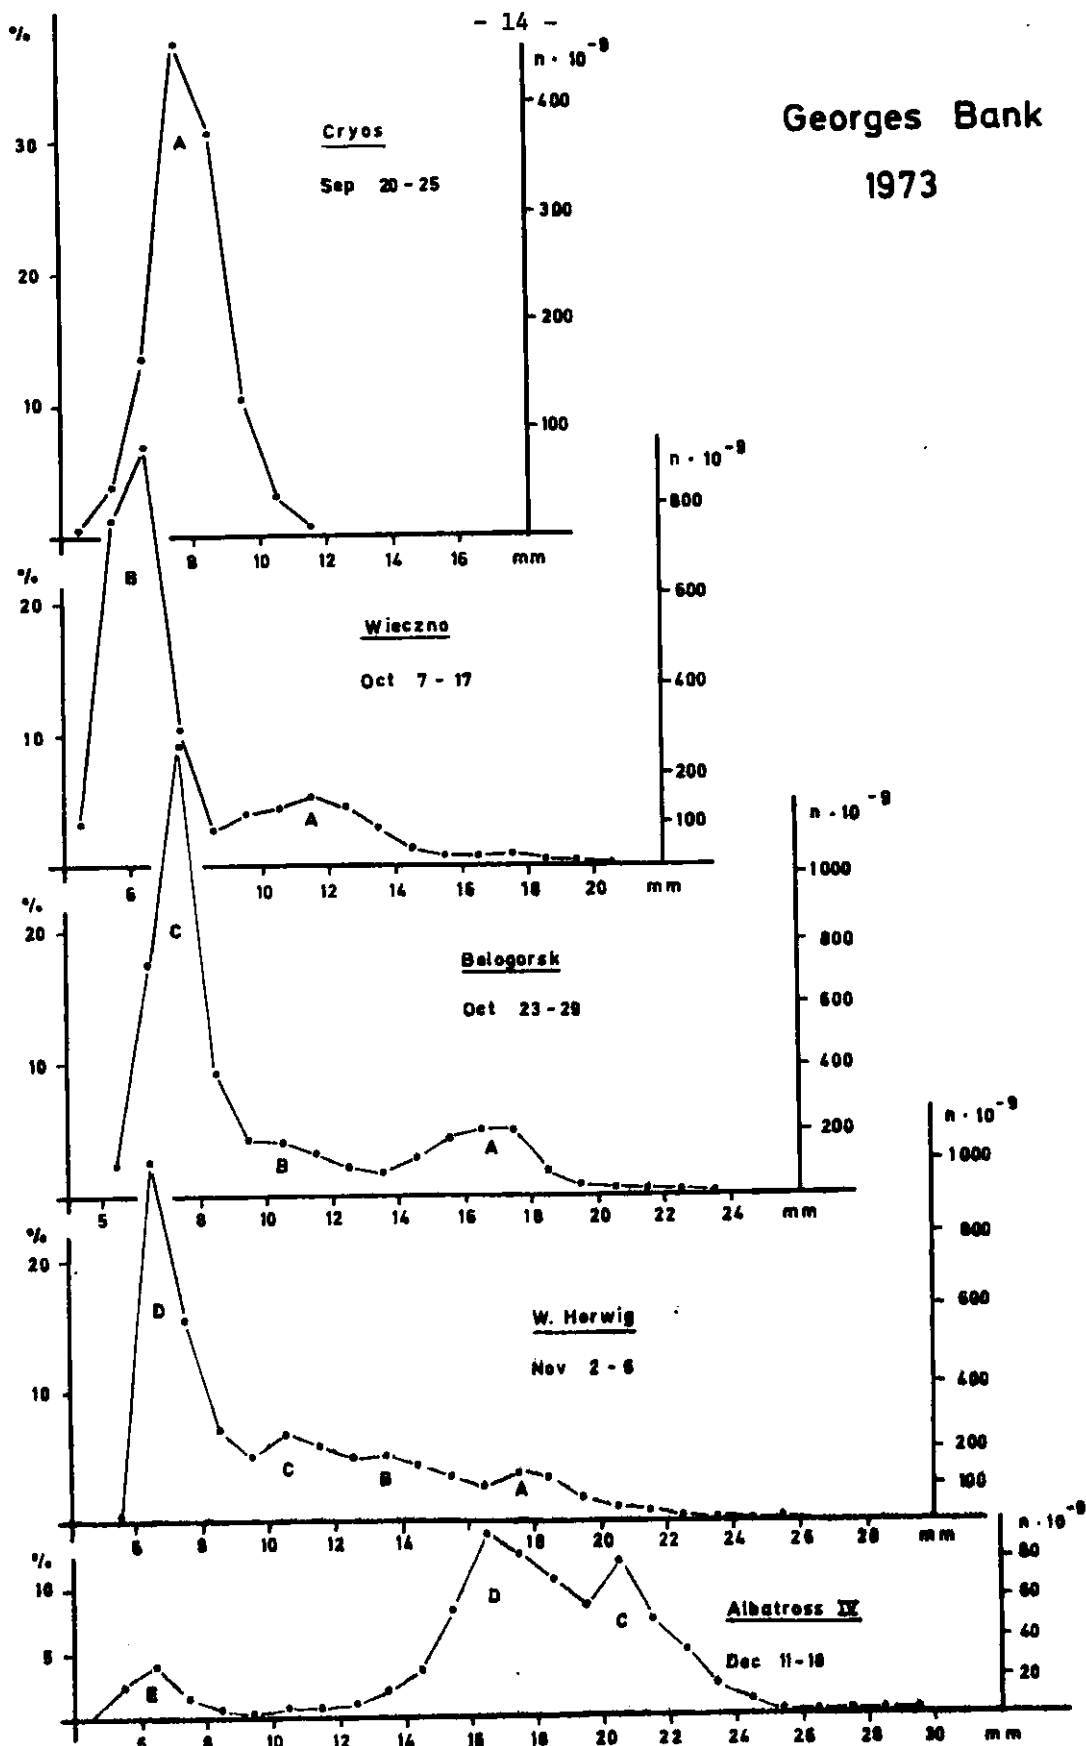 - 14 -
Georges Bank
1973
%
n · 10⁻⁹
Cryos
Sep 20 - 25
A
30
20
10
400
300
200
100
8 10 12 14 16 mm
%
n · 10⁻⁹
Wieczno
Oct 7 - 17
B
A
20
10
800
600
400
200
100
6 10 12 14 16 18 20 mm
%
n · 10⁻⁹
Belogorsk
Oct 23 - 29
C
B
A
20
10
1000
800
600
400
200
5 8 10 12 14 16 18 20 22 24 mm
%
n · 10⁻⁹
W. Herwig
Nov 2 - 6
D
C
B
A
20
10
1000
800
600
400
200
100
6 8 10 12 14 16 18 20 22 24 26 28 mm
%
n · 10⁻⁹
Albatross IV
Dec 11 - 18
E
D
C
10
5
80
60
40
20
6 8 10 12 14 16 18 20 22 24 26 28 30 mm